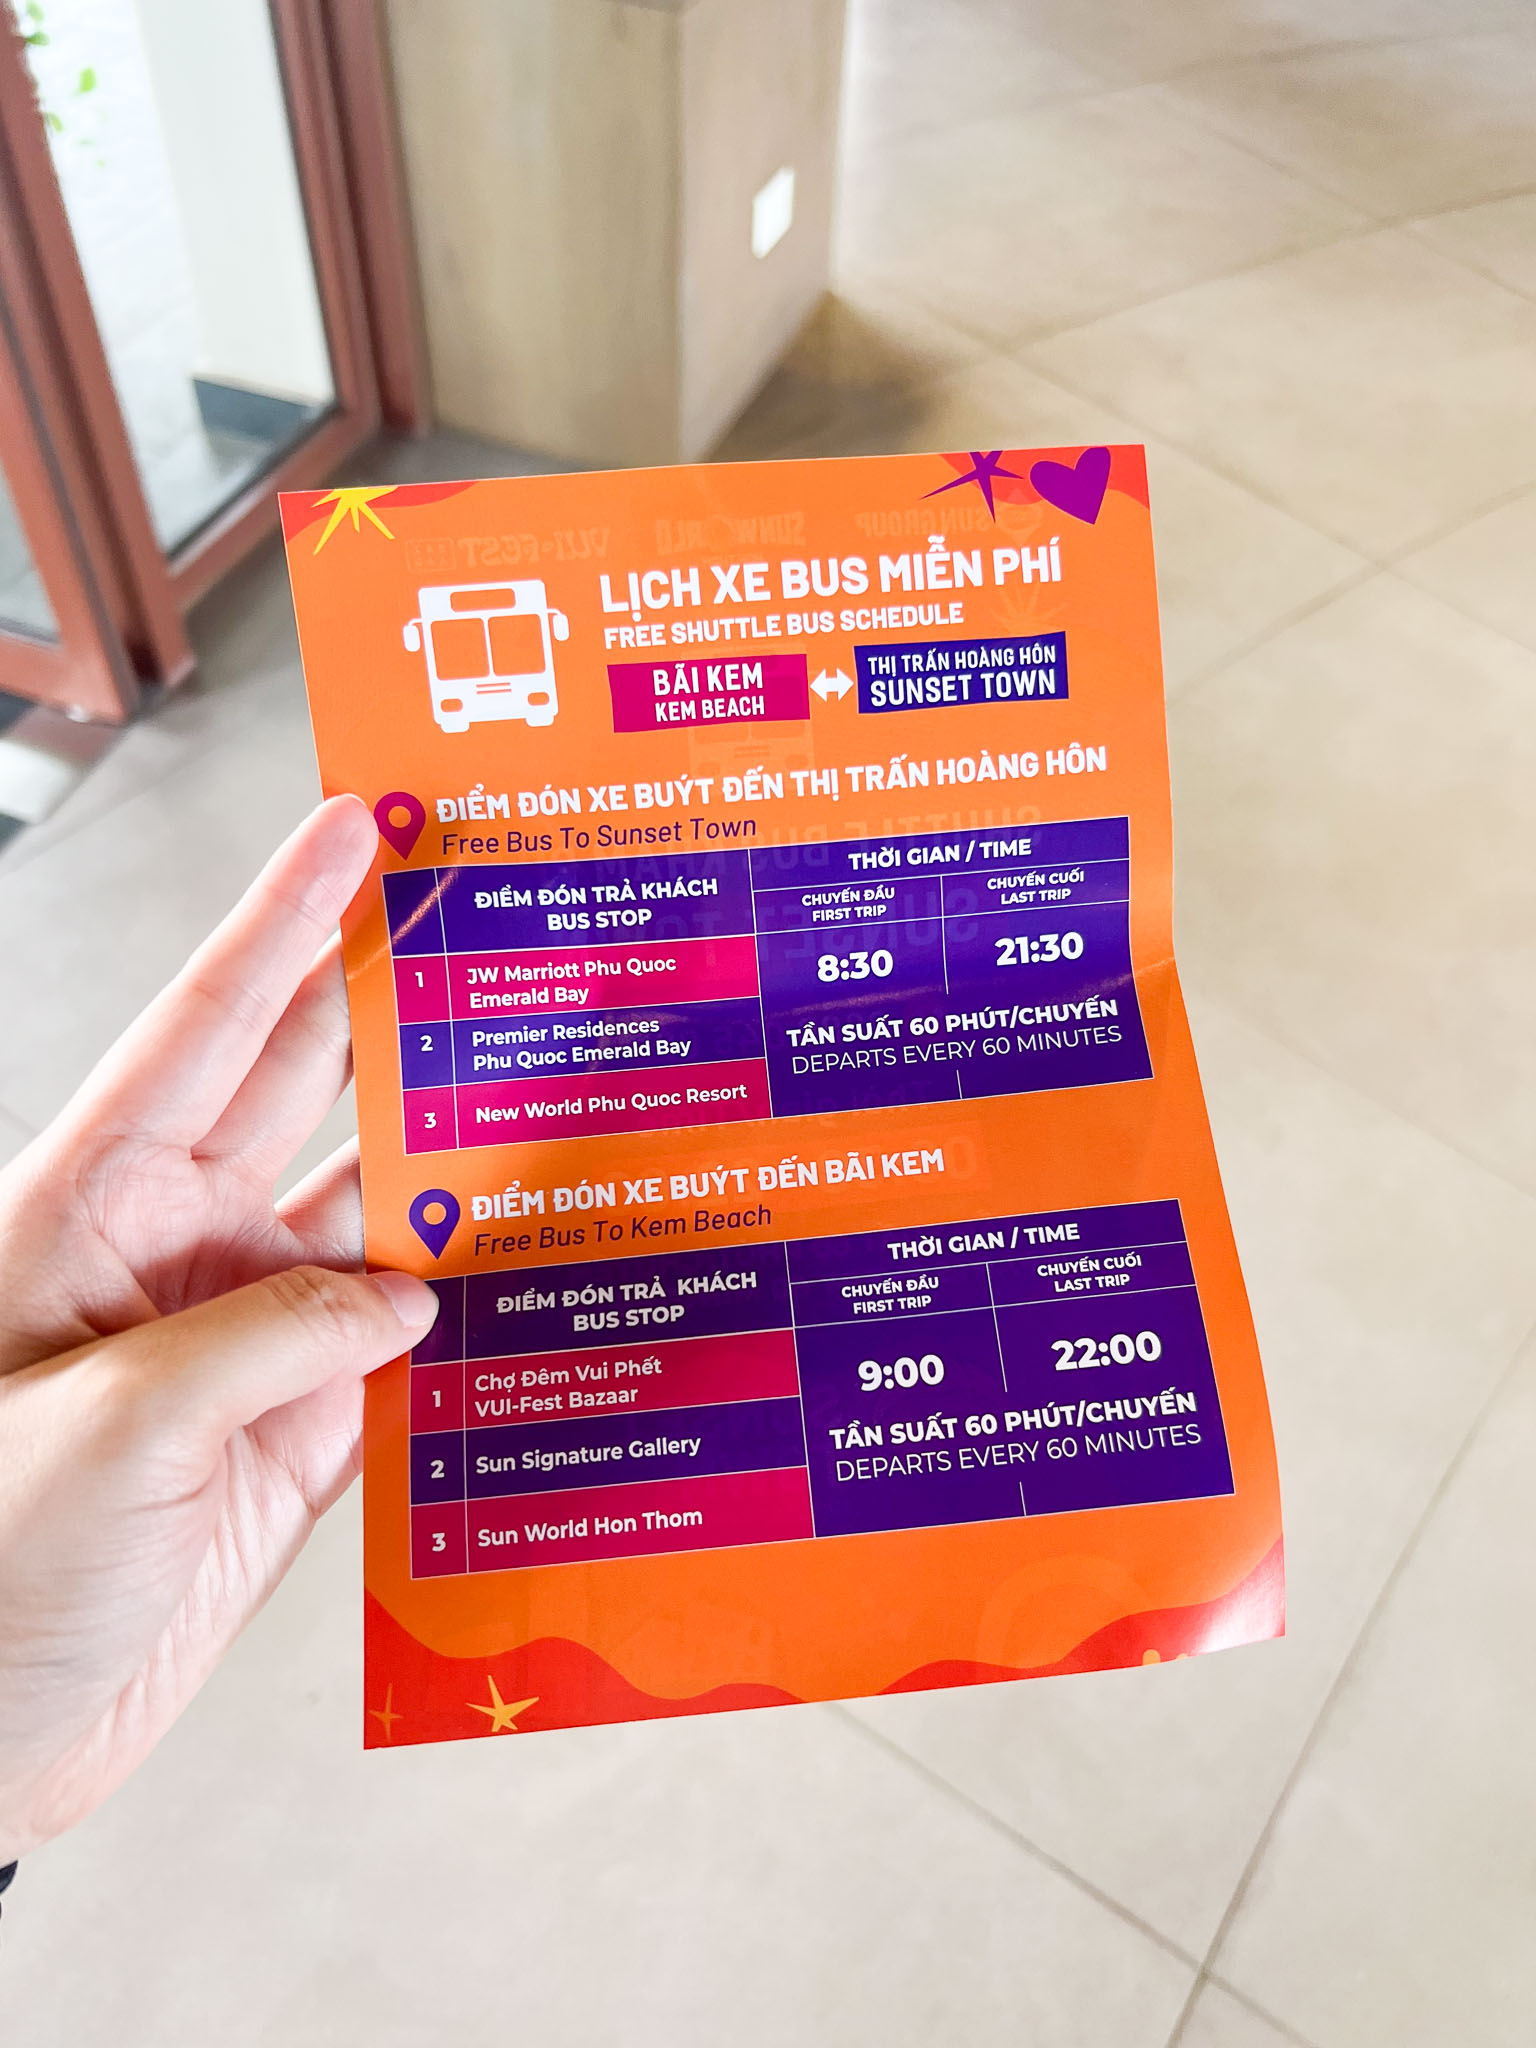 LỊCH XE BUS MIỄN PHÍ
FREE SHUTTLE BUS SCHEDULE
BÃI KEM
KEM BEACH
THỊ TRẤN HOÀNG HÔN
SUNSET TOWN
ĐIỂM ĐÓN XE BUÝT ĐẾN THỊ TRẤN HOÀNG HÔN
Free Bus To Sunset Town
ĐIỂM ĐÓN TRẢ KHÁCH
BUS STOP
THỜI GIAN / TIME
CHUYẾN ĐẦU
FIRST TRIP
CHUYẾN CUỐI
LAST TRIP
1 JW Marriott Phu Quoc
Emerald Bay
8:30
21:30
2 Premier Residences
Phu Quoc Emerald Bay
TẦN SUẤT 60 PHÚT/CHUYẾN
DEPARTS EVERY 60 MINUTES
3 New World Phu Quoc Resort
ĐIỂM ĐÓN XE BUÝT ĐẾN BÃI KEM
Free Bus To Kem Beach
ĐIỂM ĐÓN TRẢ KHÁCH
BUS STOP
THỜI GIAN / TIME
CHUYẾN ĐẦU
FIRST TRIP
CHUYẾN CUỐI
LAST TRIP
1 Chợ Đêm Vui Phết
VUI-Fest Bazaar
9:00
22:00
2 Sun Signature Gallery
TẦN SUẤT 60 PHÚT/CHUYẾN
DEPARTS EVERY 60 MINUTES
3 Sun World Hon Thom